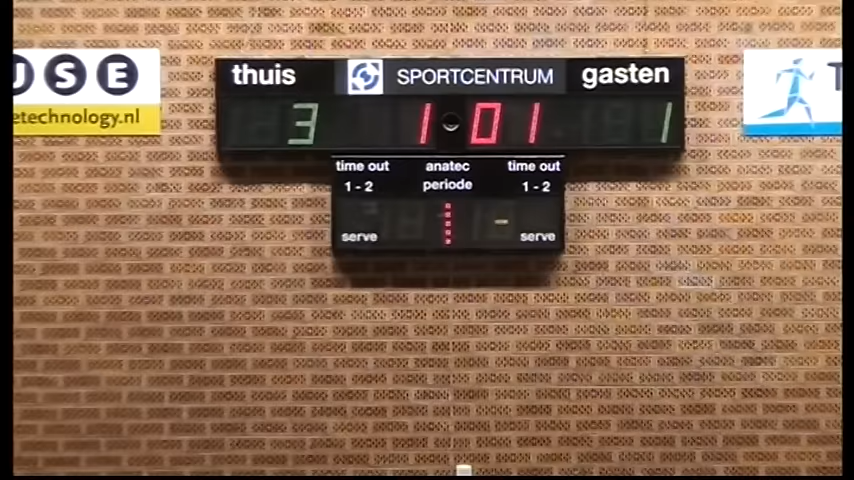 USE
etechnology.nl
thuis SPORTCENTRUM gasten
3 1 01 1
time out anatec time out
1 - 2 periode 1 - 2
serve 1 - serve